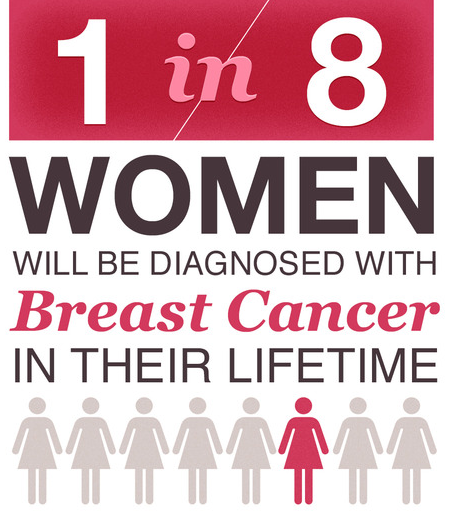 1 in 8
WOMEN
WILL BE DIAGNOSED WITH
Breast Cancer
IN THEIR LIFETIME